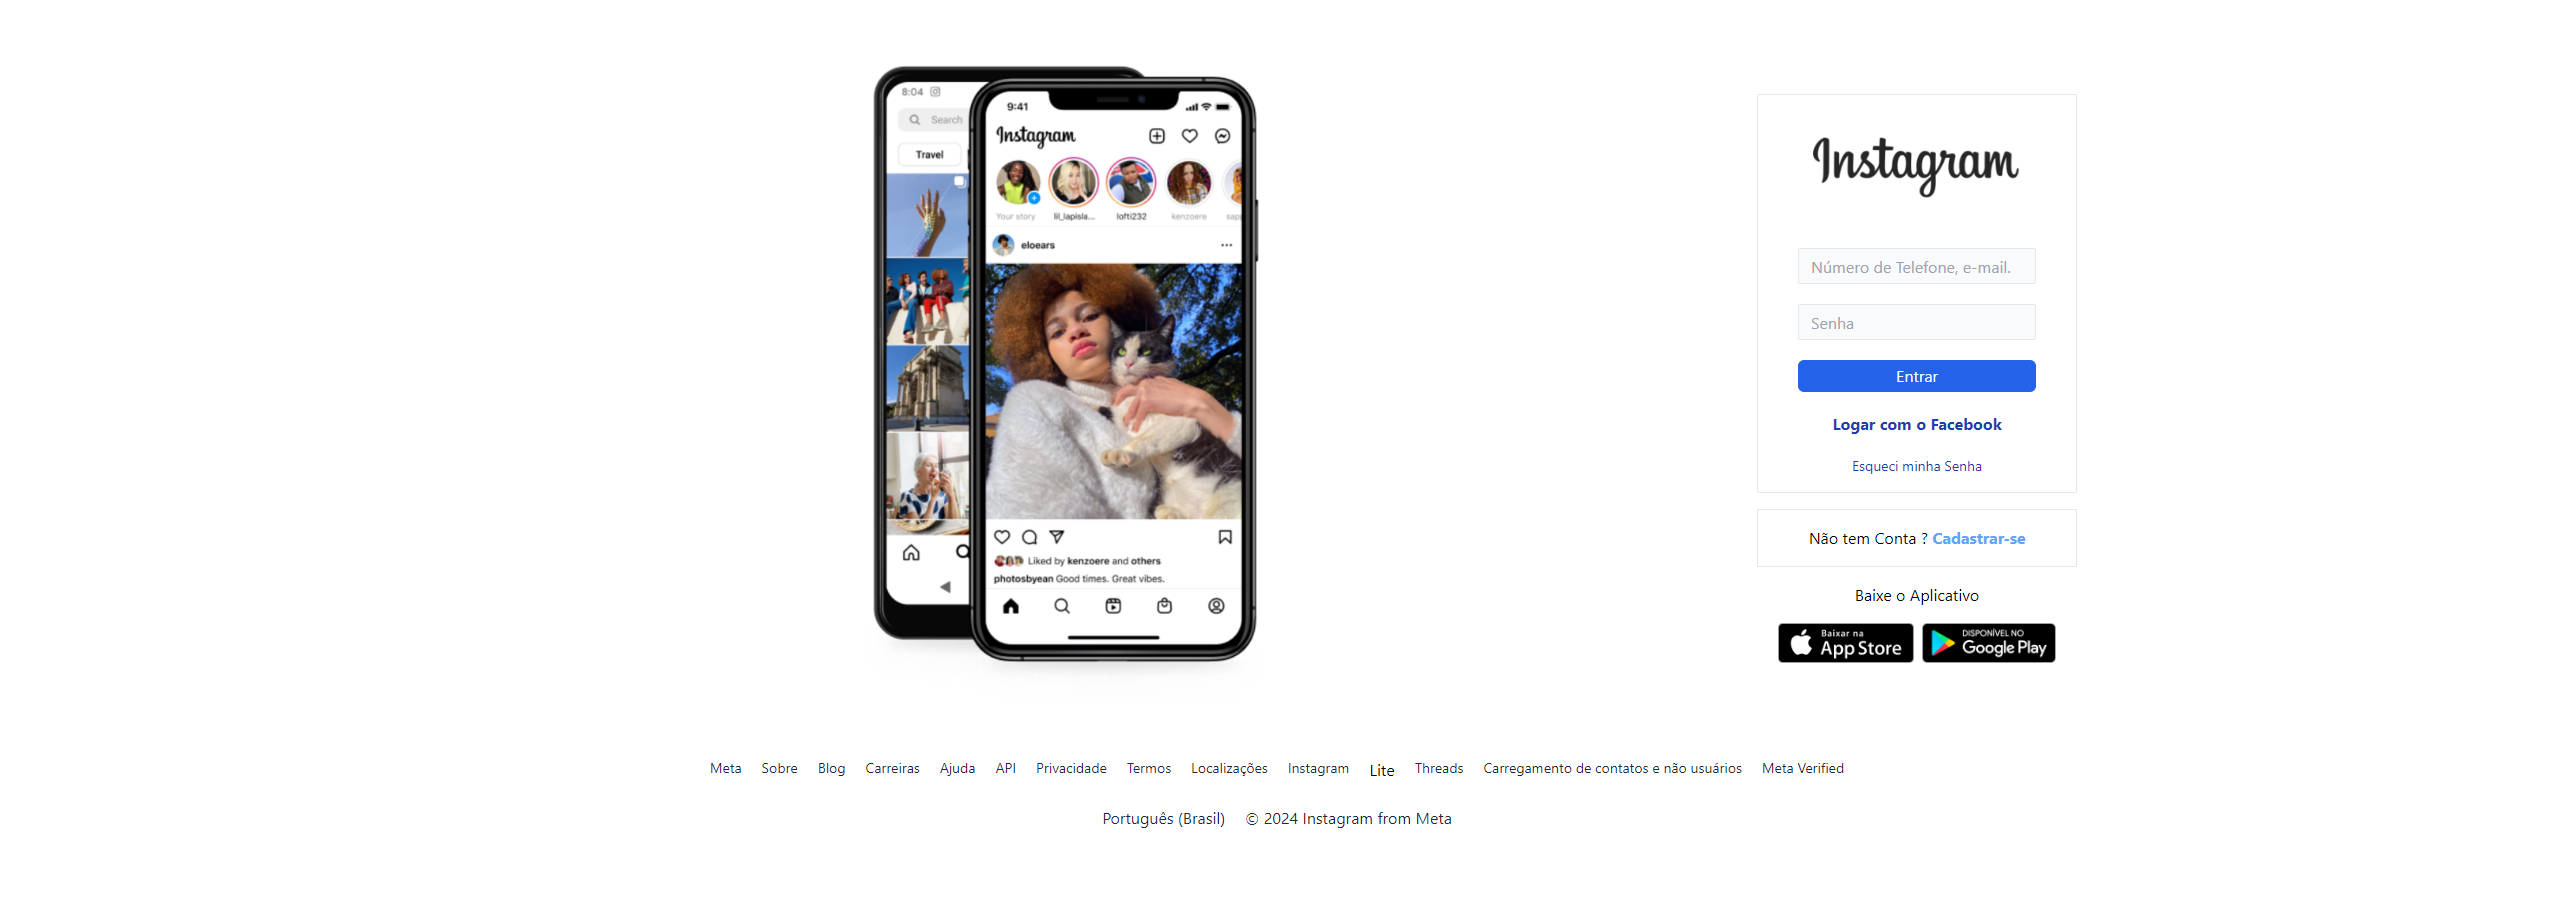 8:04
Search
Travel
9:41
Instagram
Your story
lil_lapisla...
lofti232
kenzoere
sapp
eloears
Liked by kenzoere and others
photosbyean Good times. Great vibes.
Instagram
Número de Telefone, e-mail.
Senha
Entrar
Logar com o Facebook
Esqueci minha Senha
Não tem Conta ? Cadastrar-se
Baixe o Aplicativo
Baixar na
App Store
DISPONÍVEL NO
Google Play
Meta Sobre Blog Carreiras Ajuda API Privacidade Termos Localizações Instagram Lite Threads Carregamento de contatos e não usuários Meta Verified
Português (Brasil) © 2024 Instagram from Meta